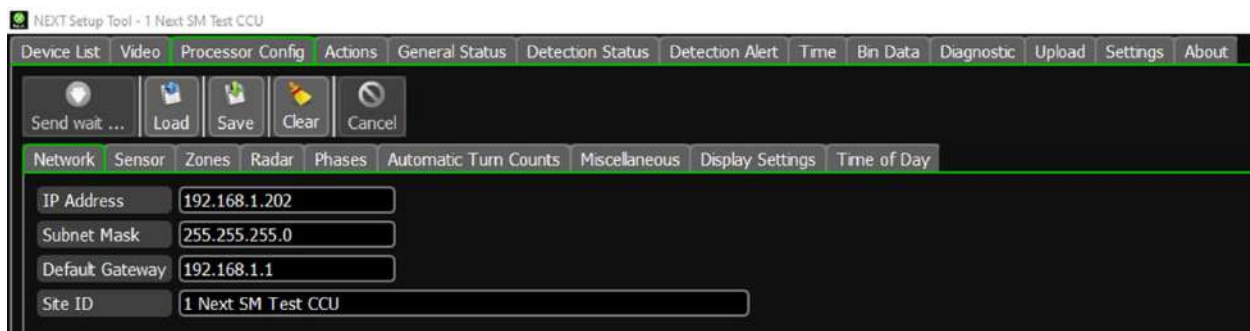 NEXT Setup Tool - 1 Next SM Test CCU
Device List Video Processor Config Actions General Status Detection Status Detection Alert Time Bin Data Diagnostic Upload Settings About
Send wait ... Load Save Clear Cancel
Network Sensor Zones Radar Phases Automatic Turn Counts Miscellaneous Display Settings Time of Day
IP Address 192.168.1.202
Subnet Mask 255.255.255.0
Default Gateway 192.168.1.1
Site ID 1 Next SM Test CCU